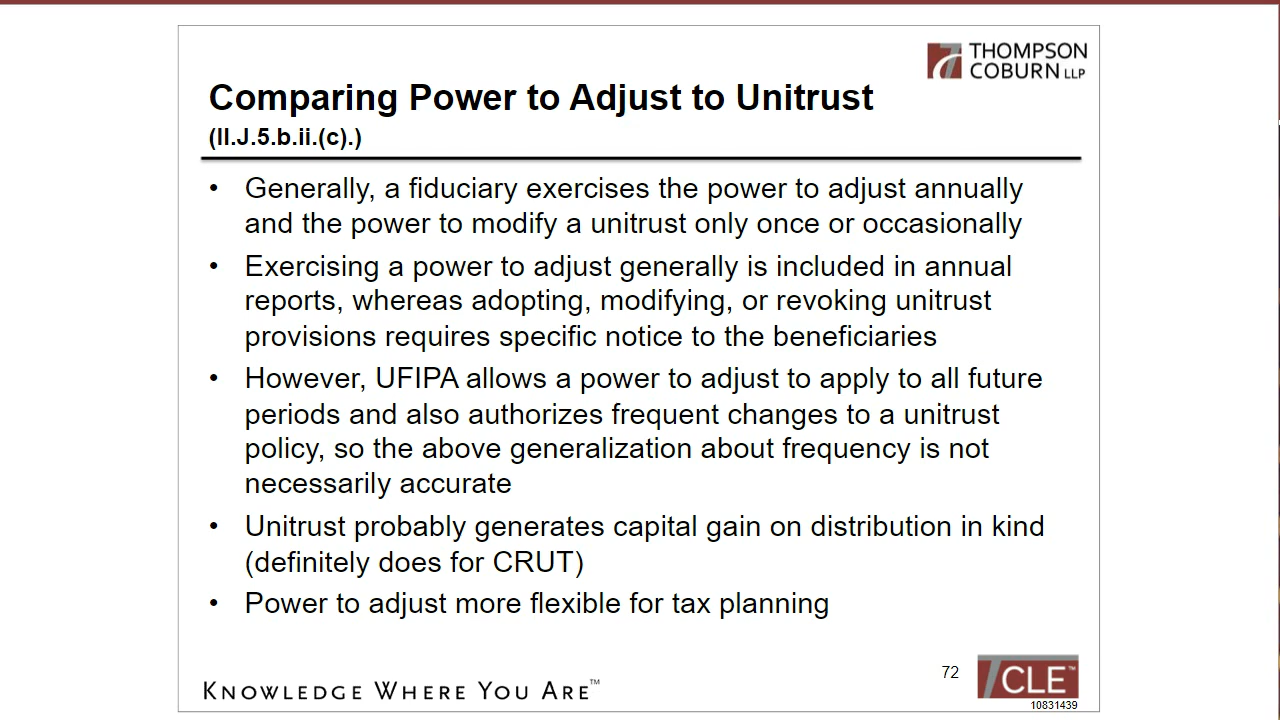 THOMPSON
COBURN LLP
Comparing Power to Adjust to Unitrust
(II.J.5.b.ii.(c).)
• Generally, a fiduciary exercises the power to adjust annually
and the power to modify a unitrust only once or occasionally
• Exercising a power to adjust generally is included in annual
reports, whereas adopting, modifying, or revoking unitrust
provisions requires specific notice to the beneficiaries
• However, UFIPA allows a power to adjust to apply to all future
periods and also authorizes frequent changes to a unitrust
policy, so the above generalization about frequency is not
necessarily accurate
• Unitrust probably generates capital gain on distribution in kind
(definitely does for CRUT)
• Power to adjust more flexible for tax planning
KNOWLEDGE WHERE YOU ARE™
72
TCLE™
10831439